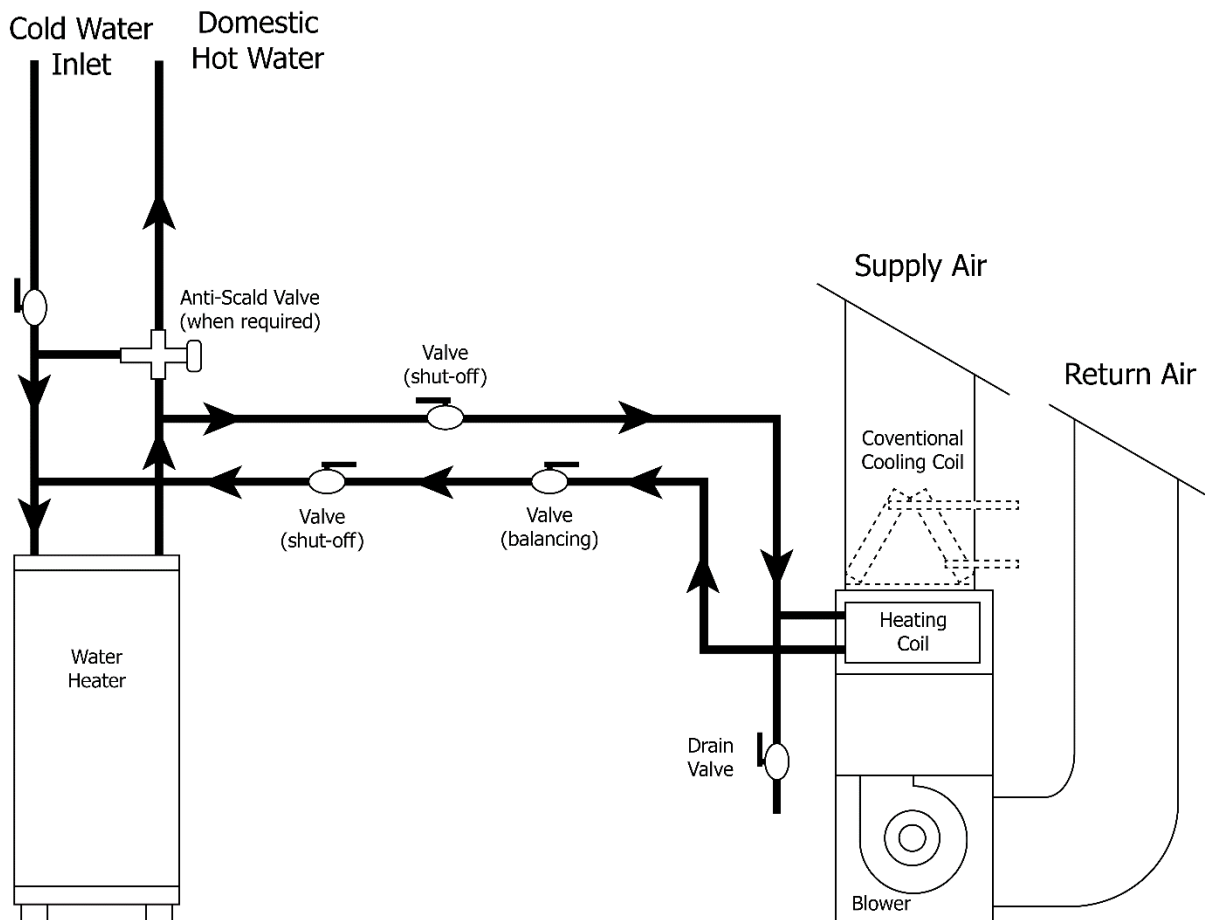 Cold Water
Inlet
Domestic
Hot Water
Anti-Scald Valve
(when required)
Valve
(shut-off)
Supply Air
Return Air
Coventional
Cooling Coil
Valve
(shut-off)
Valve
(balancing)
Heating
Coil
Water
Heater
Drain
Valve
Blower